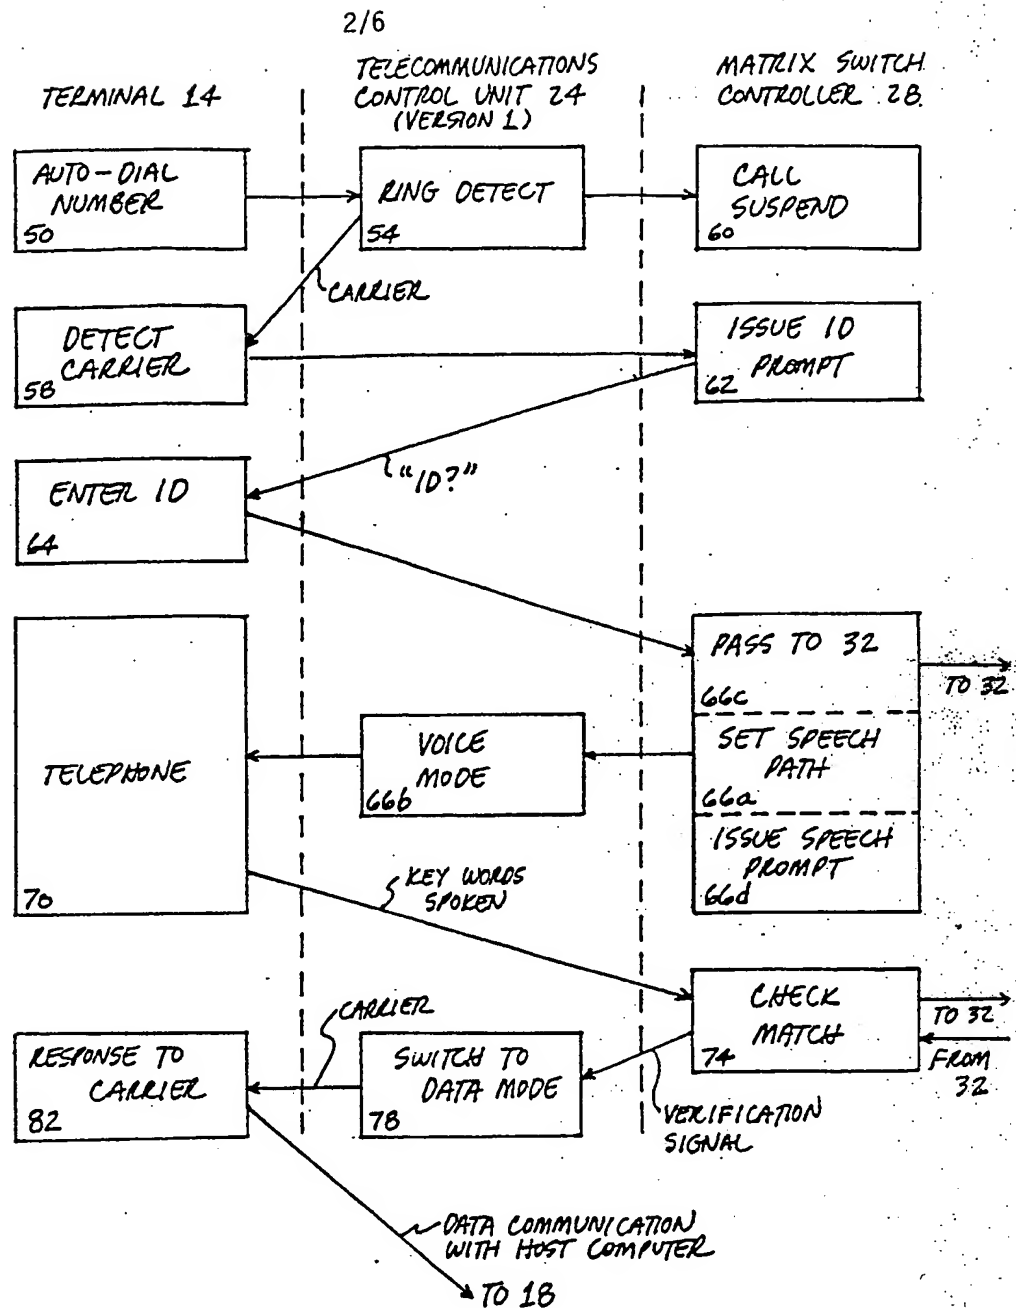 2/6
TERMINAL 14
TELECOMMUNICATIONS
CONTROL UNIT 24
(VERSION 1)
MATRIX SWITCH
CONTROLLER 28
AUTO-DIAL
NUMBER
50
RING DETECT
54
CALL
SUSPEND
60
CARRIER
DETECT
CARRIER
58
ISSUE ID
PROMPT
62
"ID?"
ENTER ID
64
PASS TO 32
66c
TO 32
TELEPHONE
70
VOICE
MODE
66b
SET SPEECH
PATH
66a
ISSUE SPEECH
PROMPT
66d
KEY WORDS
SPOKEN
CHECK
MATCH
74
TO 32
FROM
32
CARRIER
RESPONSE TO
CARRIER
82
SWITCH TO
DATA MODE
78
VERIFICATION
SIGNAL
DATA COMMUNICATION
WITH HOST COMPUTER
TO 18